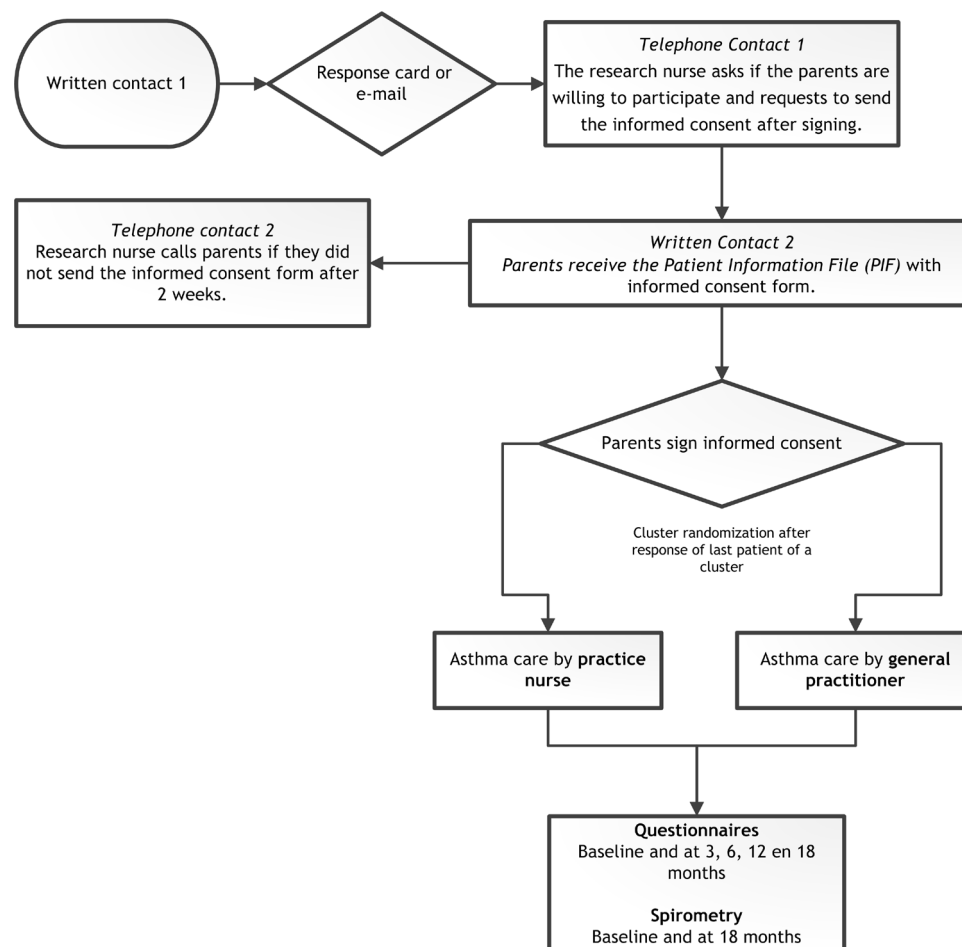 Written contact 1
Response card or
e-mail
Telephone Contact 1
The research nurse asks if the parents are
willing to participate and requests to send
the informed consent after signing.
Telephone contact 2
Research nurse calls parents if they did
not send the informed consent form after
2 weeks.
Written Contact 2
Parents receive the Patient Information File (PIF) with
informed consent form.
Parents sign informed consent
Cluster randomization after
response of last patient of a
cluster
Asthma care by practice
nurse
Asthma care by general
practitioner
Questionnaires
Baseline and at 3, 6, 12 en 18
months
Spirometry
Baseline and at 18 months